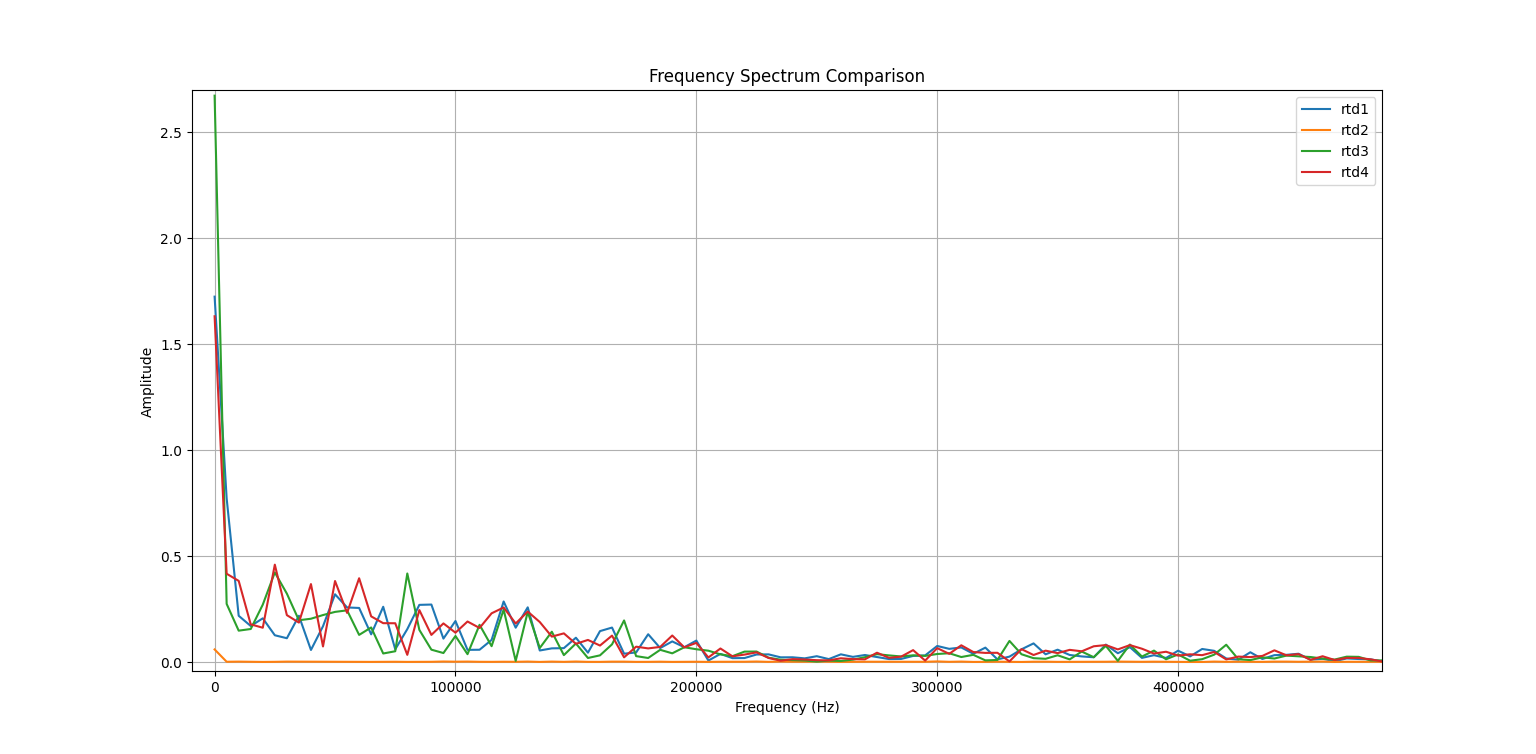 Frequency Spectrum Comparison
rtd1
rtd2
rtd3
rtd4
2.5
2.0
1.5
1.0
0.5
0.0
Amplitude
0 100000 200000 300000 400000
Frequency (Hz)